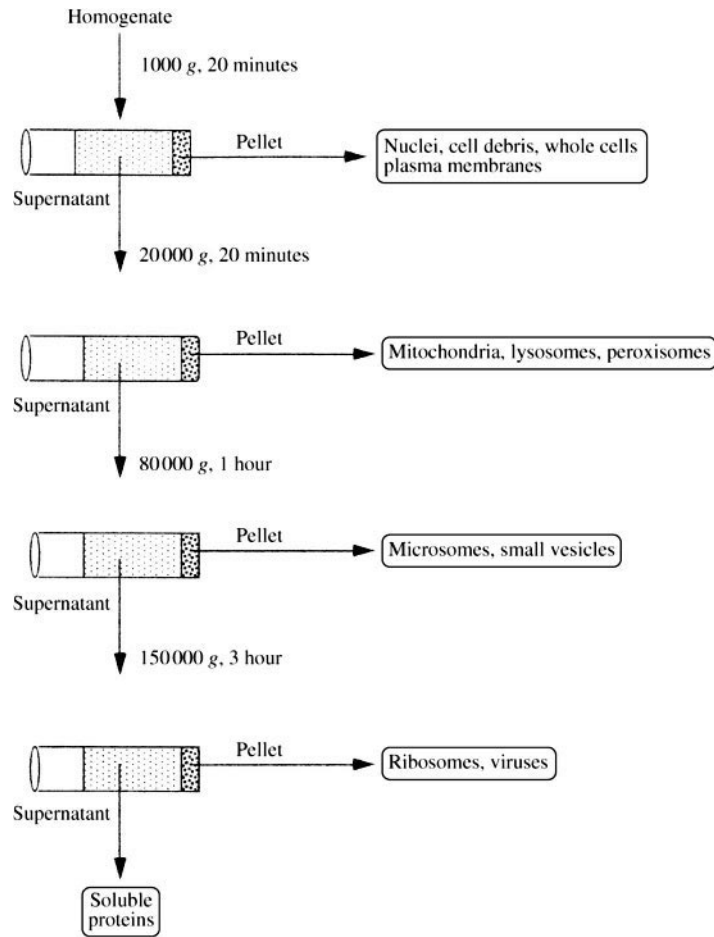 Homogenate
1000 g, 20 minutes
Pellet
Nuclei, cell debris, whole cells
plasma membranes
Supernatant
20000 g, 20 minutes
Pellet
Mitochondria, lysosomes, peroxisomes
Supernatant
80000 g, 1 hour
Pellet
Microsomes, small vesicles
Supernatant
150000 g, 3 hour
Pellet
Ribosomes, viruses
Supernatant
Soluble
proteins